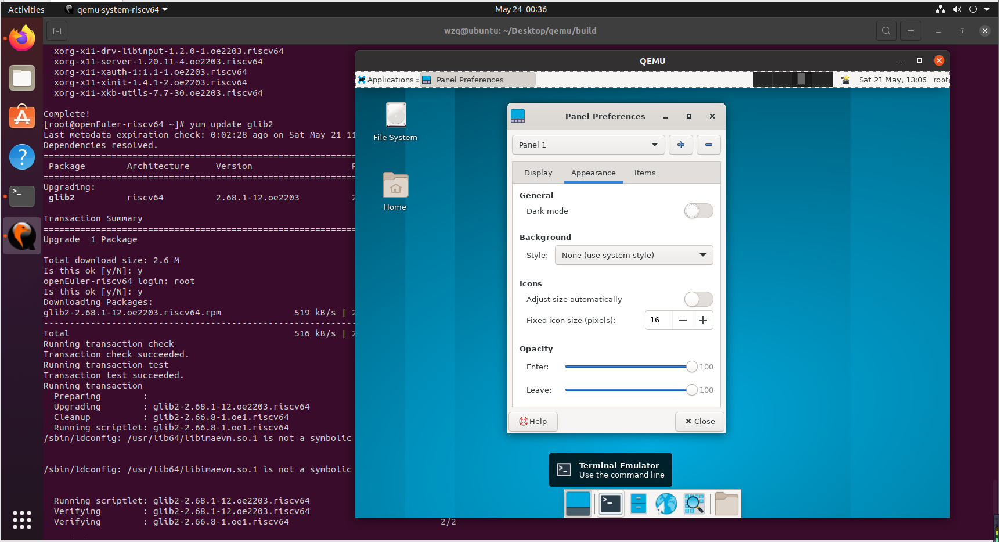 Activities
qemu-system-riscv64
May 24 00:36
wzq@ubuntu: ~/Desktop/qemu/build
xorg-x11-drv-libinput-1.2.0-1.oe2203.riscv64
xorg-x11-server-1.20.11-4.oe2203.riscv64
xorg-x11-xauth-1:1.1-1.oe2203.riscv64
xorg-x11-xinit-1.4.1-2.oe2203.riscv64
xorg-x11-xkb-utils-7.7-30.oe2203.riscv64
Complete!
[root@openEuler-riscv64 ~]# yum update glib2
Last metadata expiration check: 0:02:28 ago on Sat May 21 11
Dependencies resolved.
================================================================
Package Architecture Version R
================================================================
Upgrading:
glib2 riscv64 2.68.1-12.oe2203 2
Transaction Summary
================================================================
Upgrade 1 Package
Total download size: 2.6 M
Is this ok [y/N]: y
openEuler-riscv64 login: root
Is this ok [y/N]: y
Downloading Packages:
glib2-2.68.1-12.oe2203.riscv64.rpm 519 kB/s | 2
----------------------------------------------------------------
Total 516 kB/s | 2
Running transaction check
Transaction check succeeded.
Running transaction test
Transaction test succeeded.
Running transaction
Preparing :
Upgrading : glib2-2.68.1-12.oe2203.riscv64
Cleanup : glib2-2.66.8-1.oe1.riscv64
Running scriptlet: glib2-2.66.8-1.oe1.riscv64
/sbin/ldconfig: /usr/lib64/libimaevm.so.1 is not a symbolic
/sbin/ldconfig: /usr/lib64/libimaevm.so.1 is not a symbolic
Running scriptlet: glib2-2.68.1-12.oe2203.riscv64
Verifying : glib2-2.68.1-12.oe2203.riscv64
Verifying : glib2-2.66.8-1.oe1.riscv64 2/2
QEMU
Applications
Panel Preferences
Sat 21 May, 13:05
root
File System
Home
Panel Preferences
Panel 1
Display
Appearance
Items
General
Dark mode
Background
Style: None (use system style)
Icons
Adjust size automatically
Fixed icon size (pixels): 16
Opacity
Enter: 100
Leave: 100
Help
Close
Terminal Emulator
Use the command line